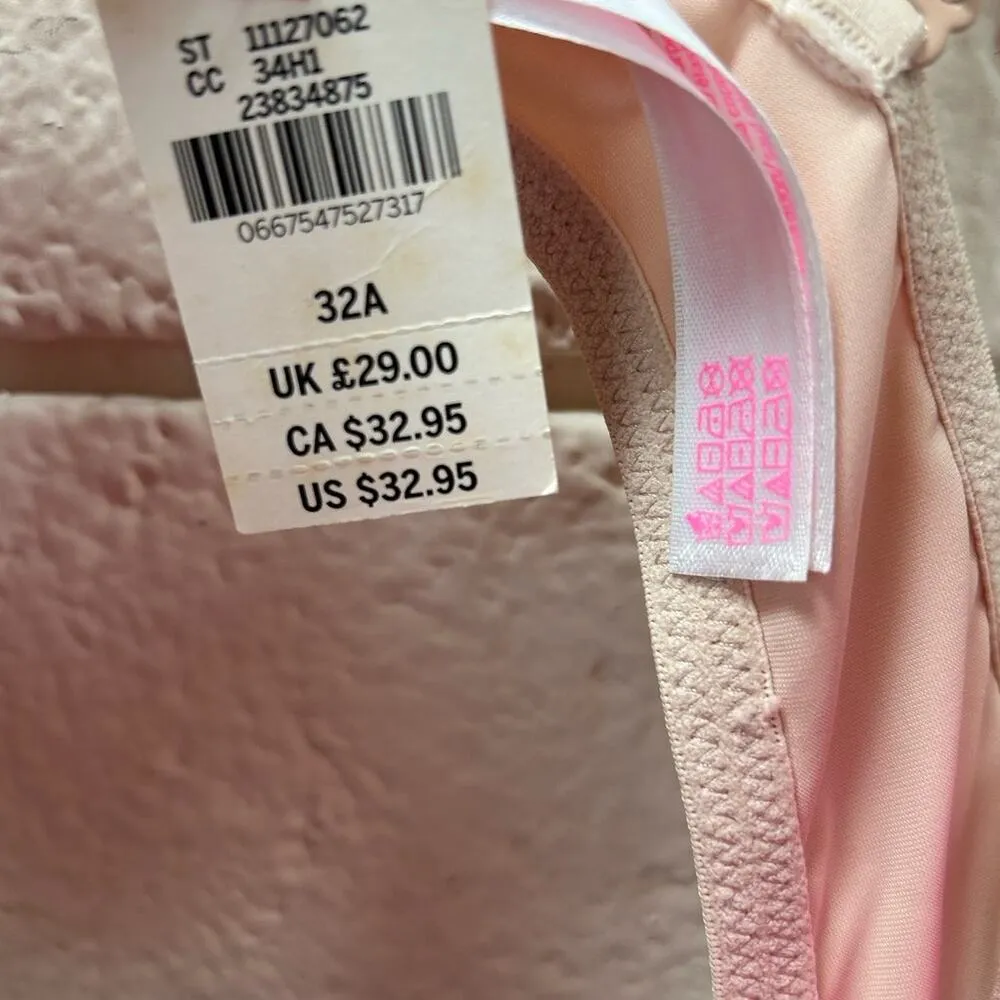 ST 11127062
CC 34H1
23834875
0667547527317
32A
UK £29.00
CA $32.95
US $32.95